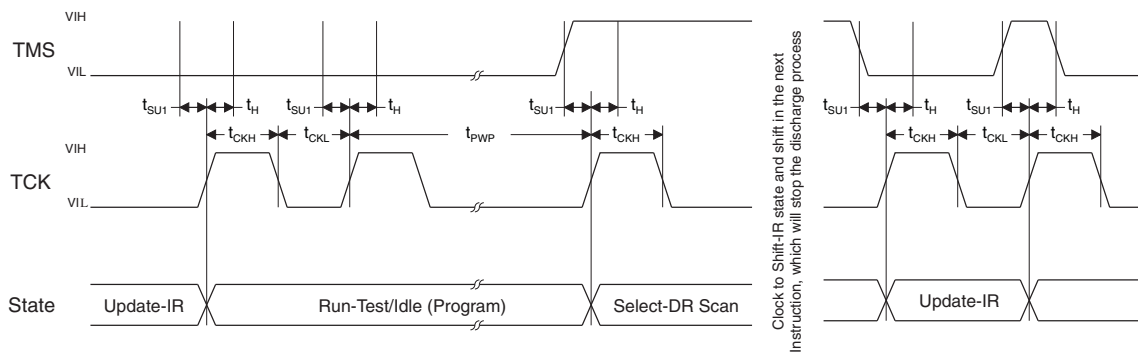 VIH
TMS
VIL
tSU1 tH tSU1 tH tSU1 tH tSU1 tH tSU1 tH
tCKH tCKL tPWP tCKH tCKH tCKL tCKH
VIH
TCK
VIL
State Update-IR Run-Test/Idle (Program) Select-DR Scan Update-IR
Clock to Shift-IR state and shift in the next
Instruction, which will stop the discharge process